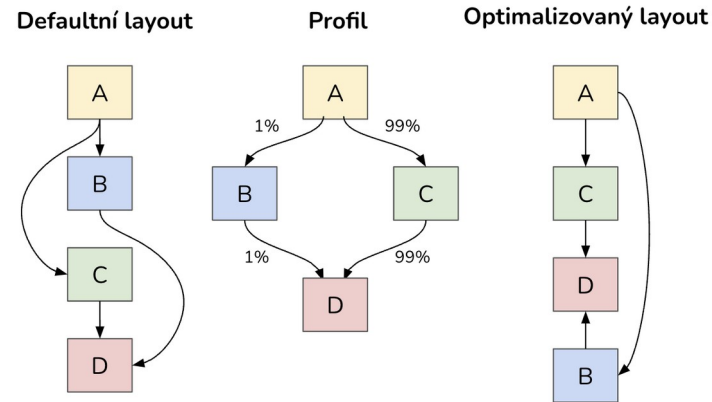 Defaultní layout
A
B
C
D
Profil
A
1%
99%
B
C
1%
99%
D
Optimalizovaný layout
A
C
D
B